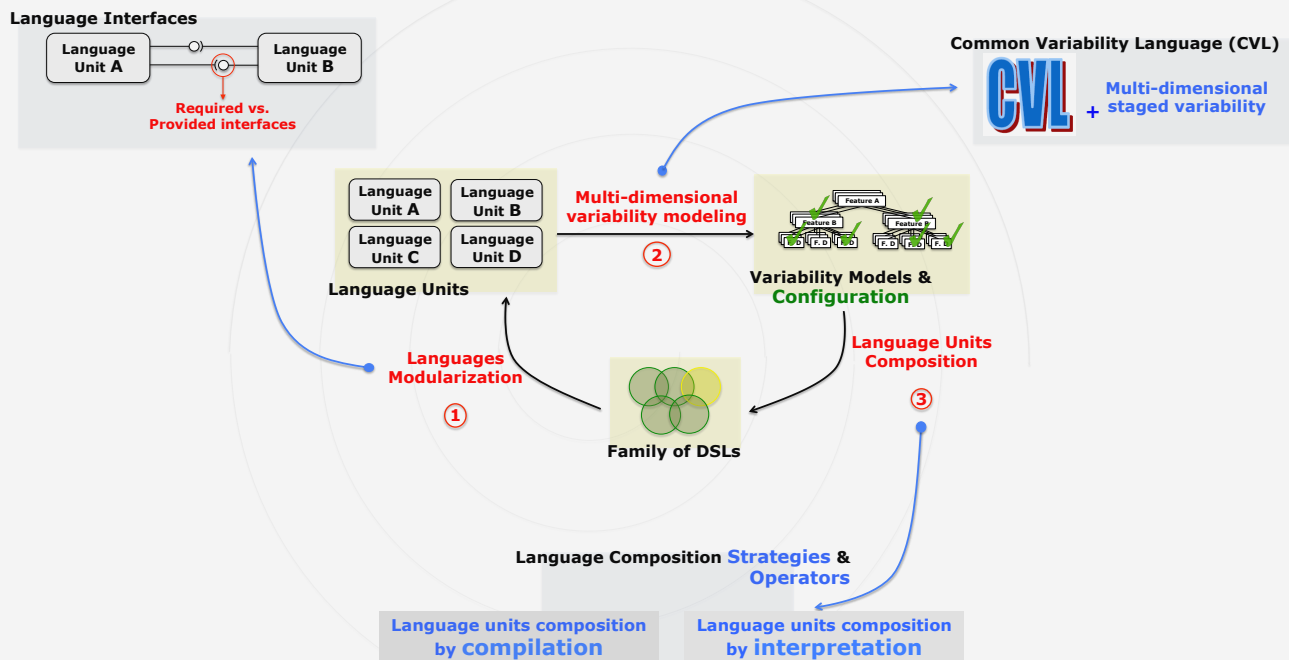 Language Interfaces
Language
Unit A
Language
Unit B
Required vs.
Provided interfaces
Common Variability Language (CVL)
CVL
+
Multi-dimensional
staged variability
Language
Unit A
Language
Unit B
Language
Unit C
Language
Unit D
Language Units
Multi-dimensional
variability modeling
2
Feature A
Feature B
Feature B
F. D
F. D
F. D
F. D
F. D
F. D
Variability Models &
Configuration
Languages
Modularization
1
Language Units
Composition
3
Family of DSLs
Language Composition Strategies &
Operators
Language units composition
by compilation
Language units composition
by interpretation